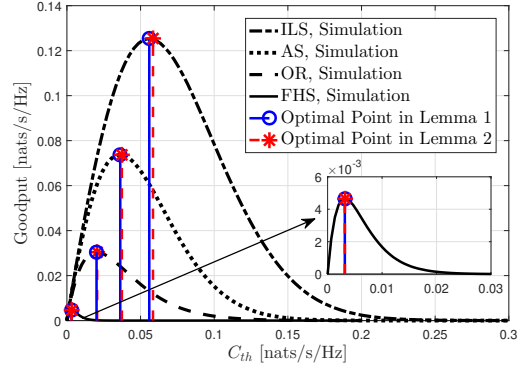 0.14
0.12
0.1
0.08
0.06
0.04
0.02
0
Goodput [nats/s/Hz]
ILS, Simulation
AS, Simulation
OR, Simulation
FHS, Simulation
Optimal Point in Lemma 1
Optimal Point in Lemma 2
×10⁻³
6
4
2
0
0 0.01 0.02 0.03
0 0.05 0.1 0.15 0.2 0.25 0.3
C_th [nats/s/Hz]